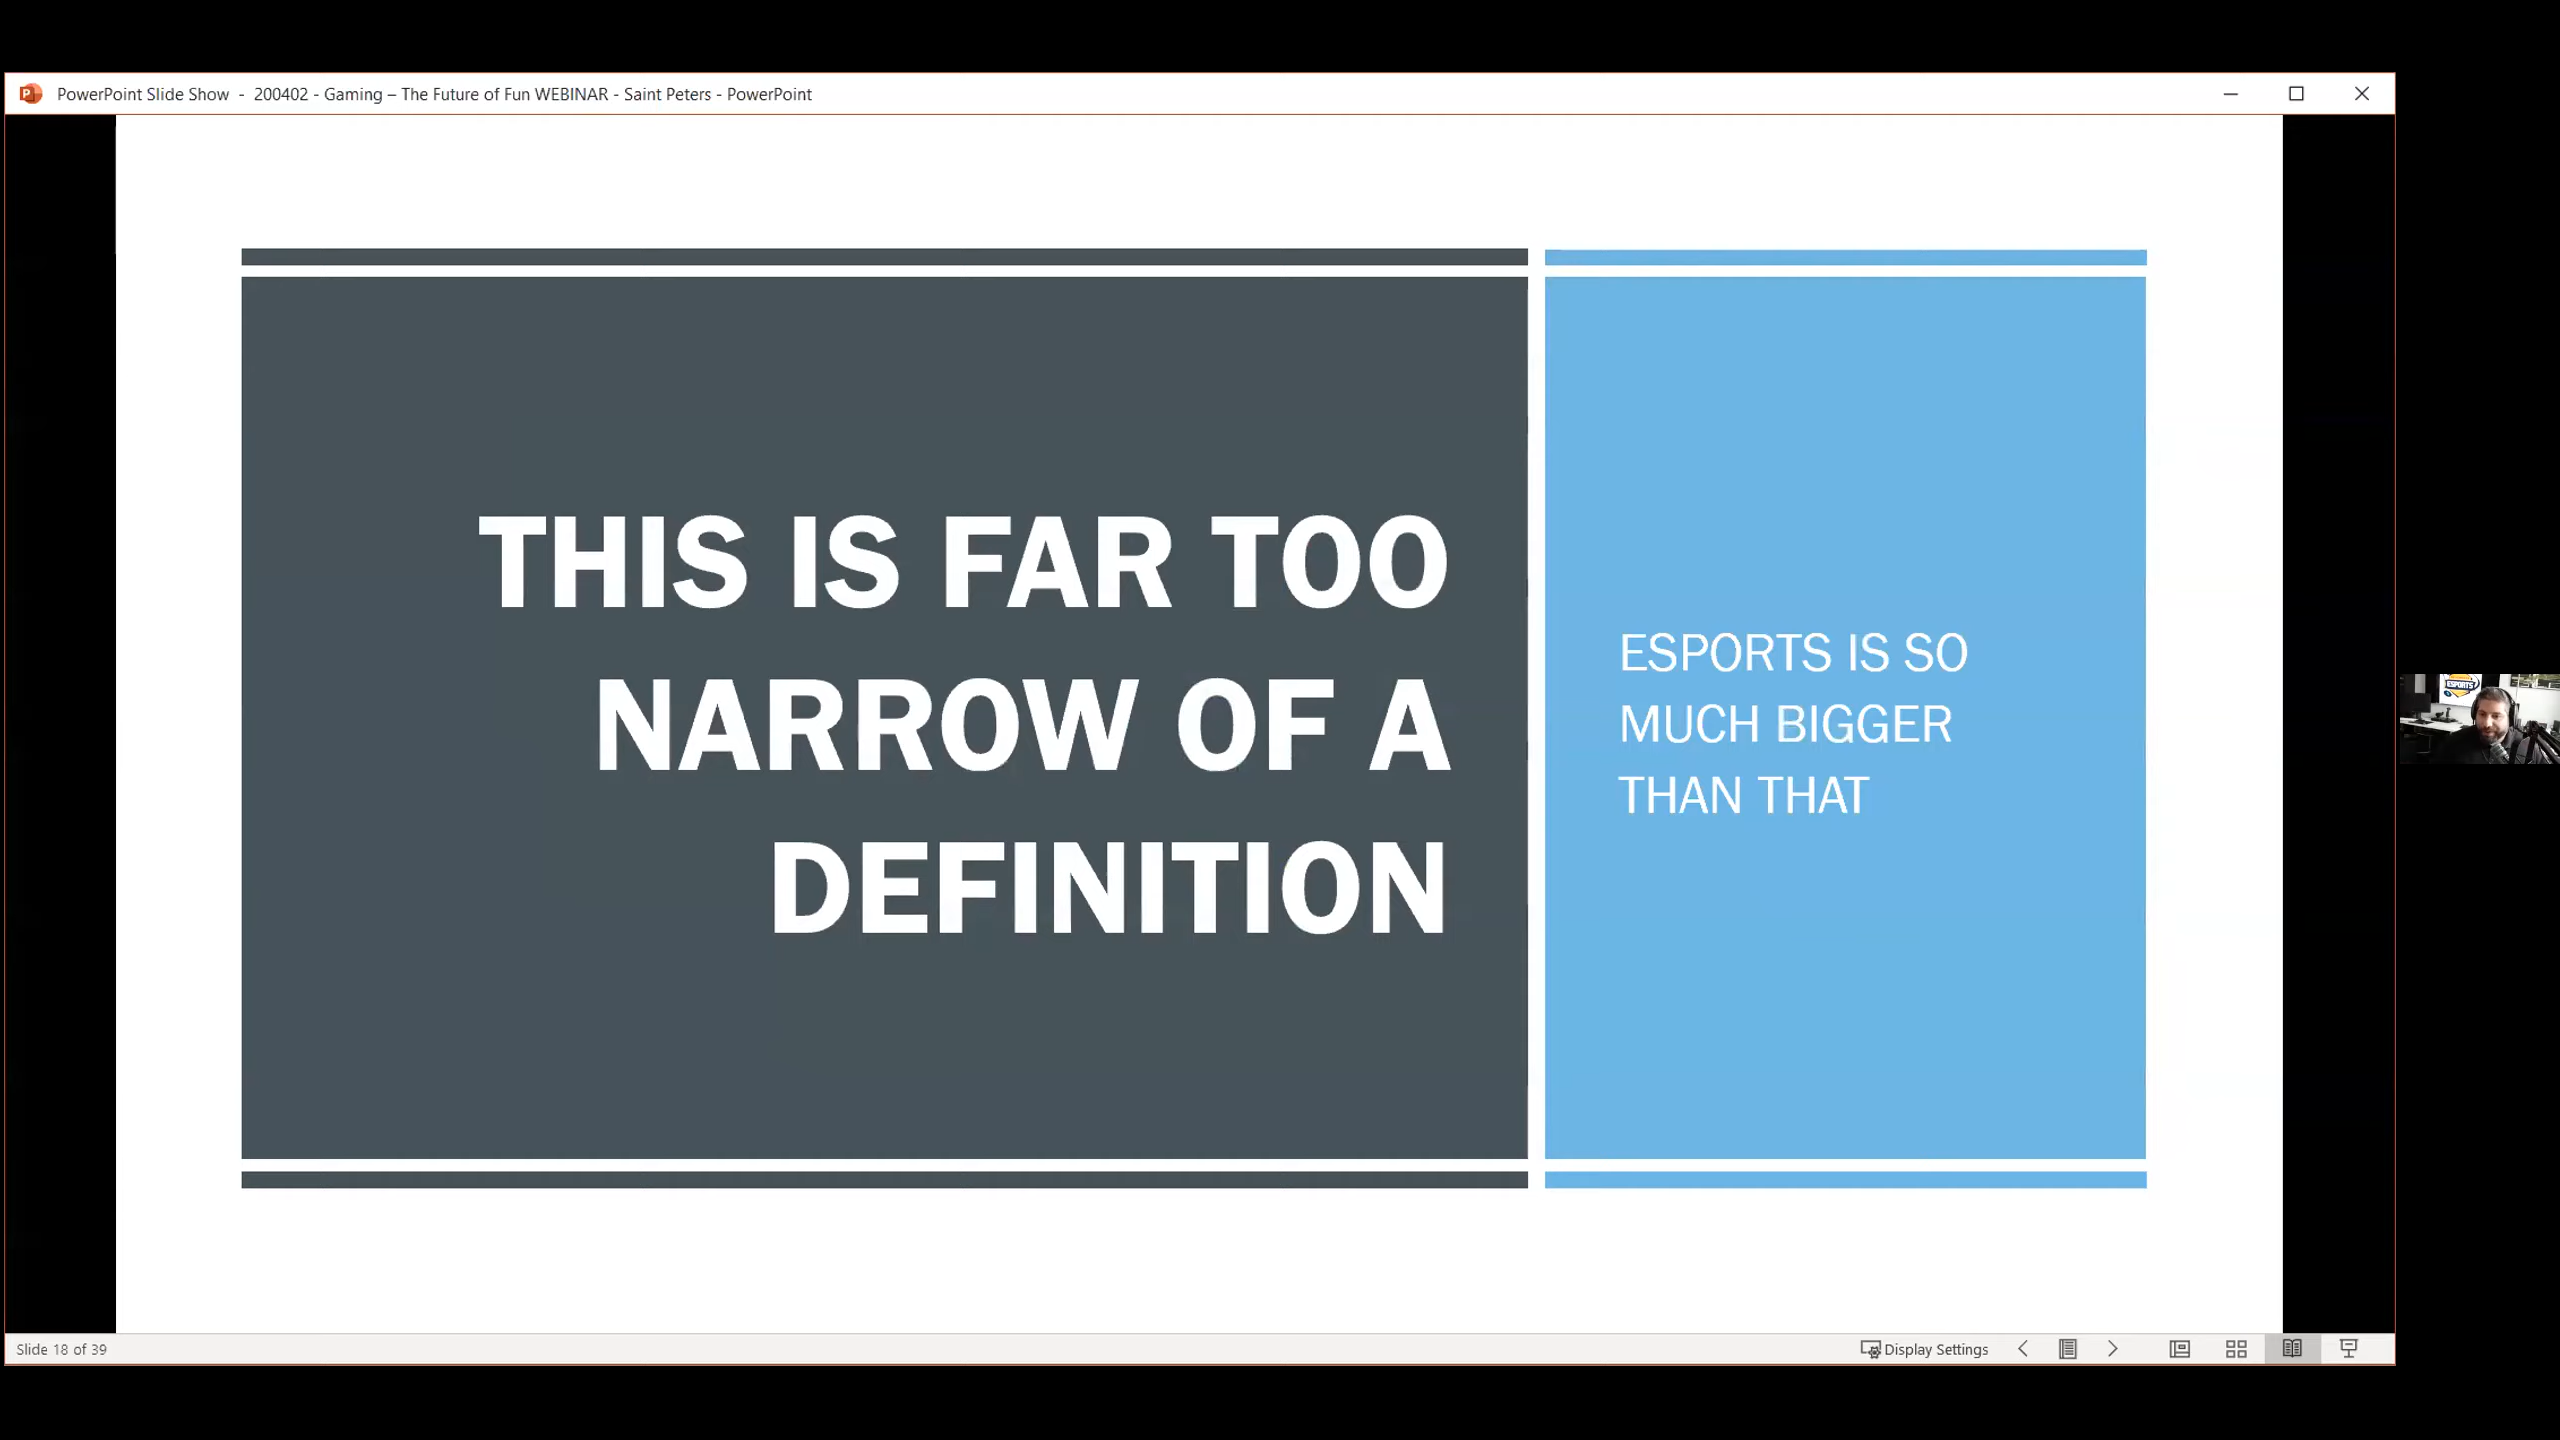 PowerPoint Slide Show - 200402 - Gaming – The Future of Fun WEBINAR - Saint Peters - PowerPoint
THIS IS FAR TOO
NARROW OF A
DEFINITION
ESPORTS IS SO
MUCH BIGGER
THAN THAT
ESPORTS
Slide 18 of 39
Display Settings